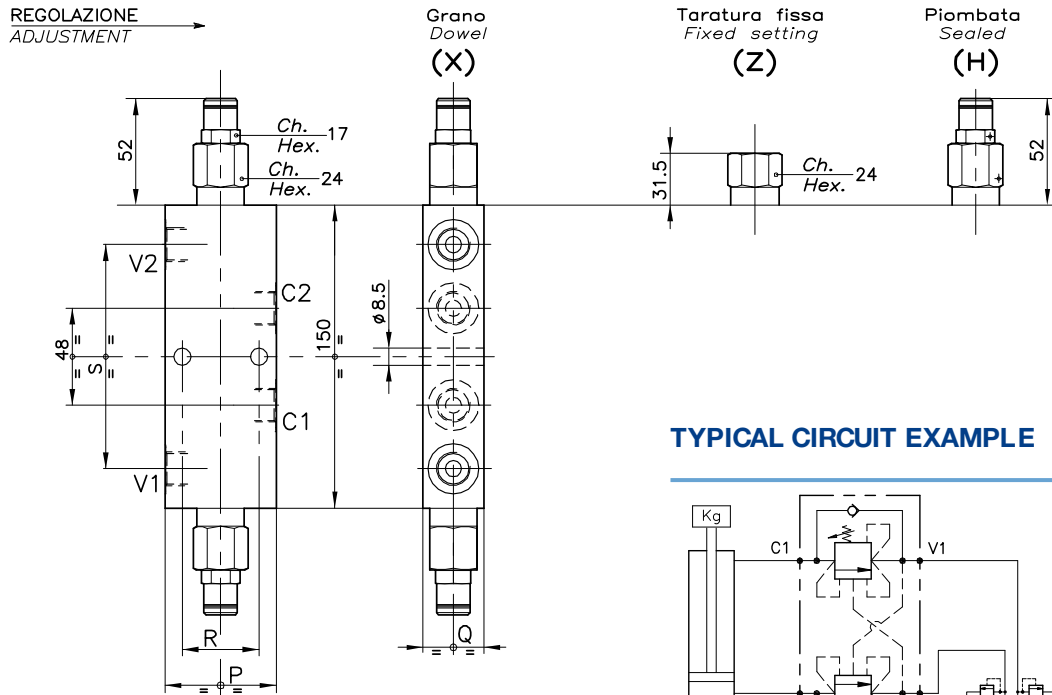 REGOLAZIONE
ADJUSTMENT
Grano
Dowel
(X)
Taratura fissa
Fixed setting
(Z)
Piombata
Sealed
(H)
52
Ch.
Hex.
17
Ch.
Hex.
24
31.5
Ch.
Hex.
24
52
V2
C2
48
=
=
S
=
=
150
=
=
ø8.5
C1
V1
R
P
= =
Q
= =
TYPICAL CIRCUIT EXAMPLE
Kg
C1
V1